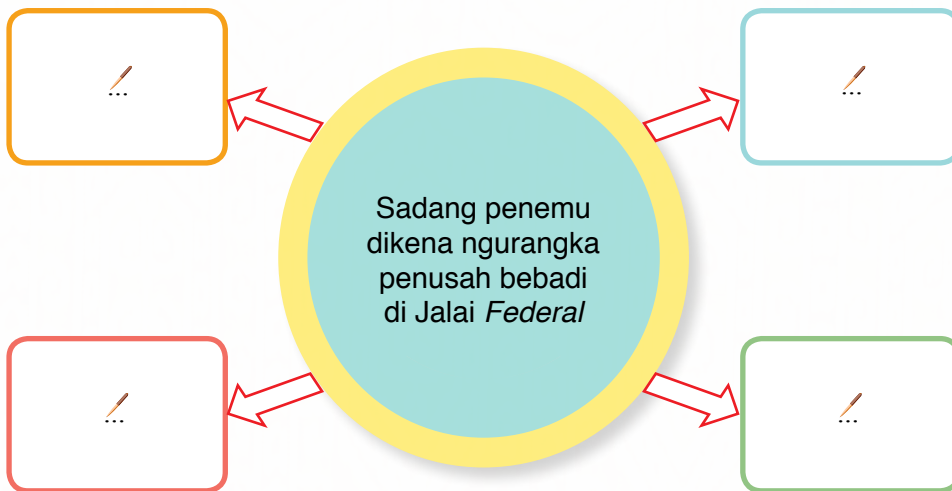 ...
...
Sadang penemu
dikena ngurangka
penusah bebadi
di Jalai Federal
...
...